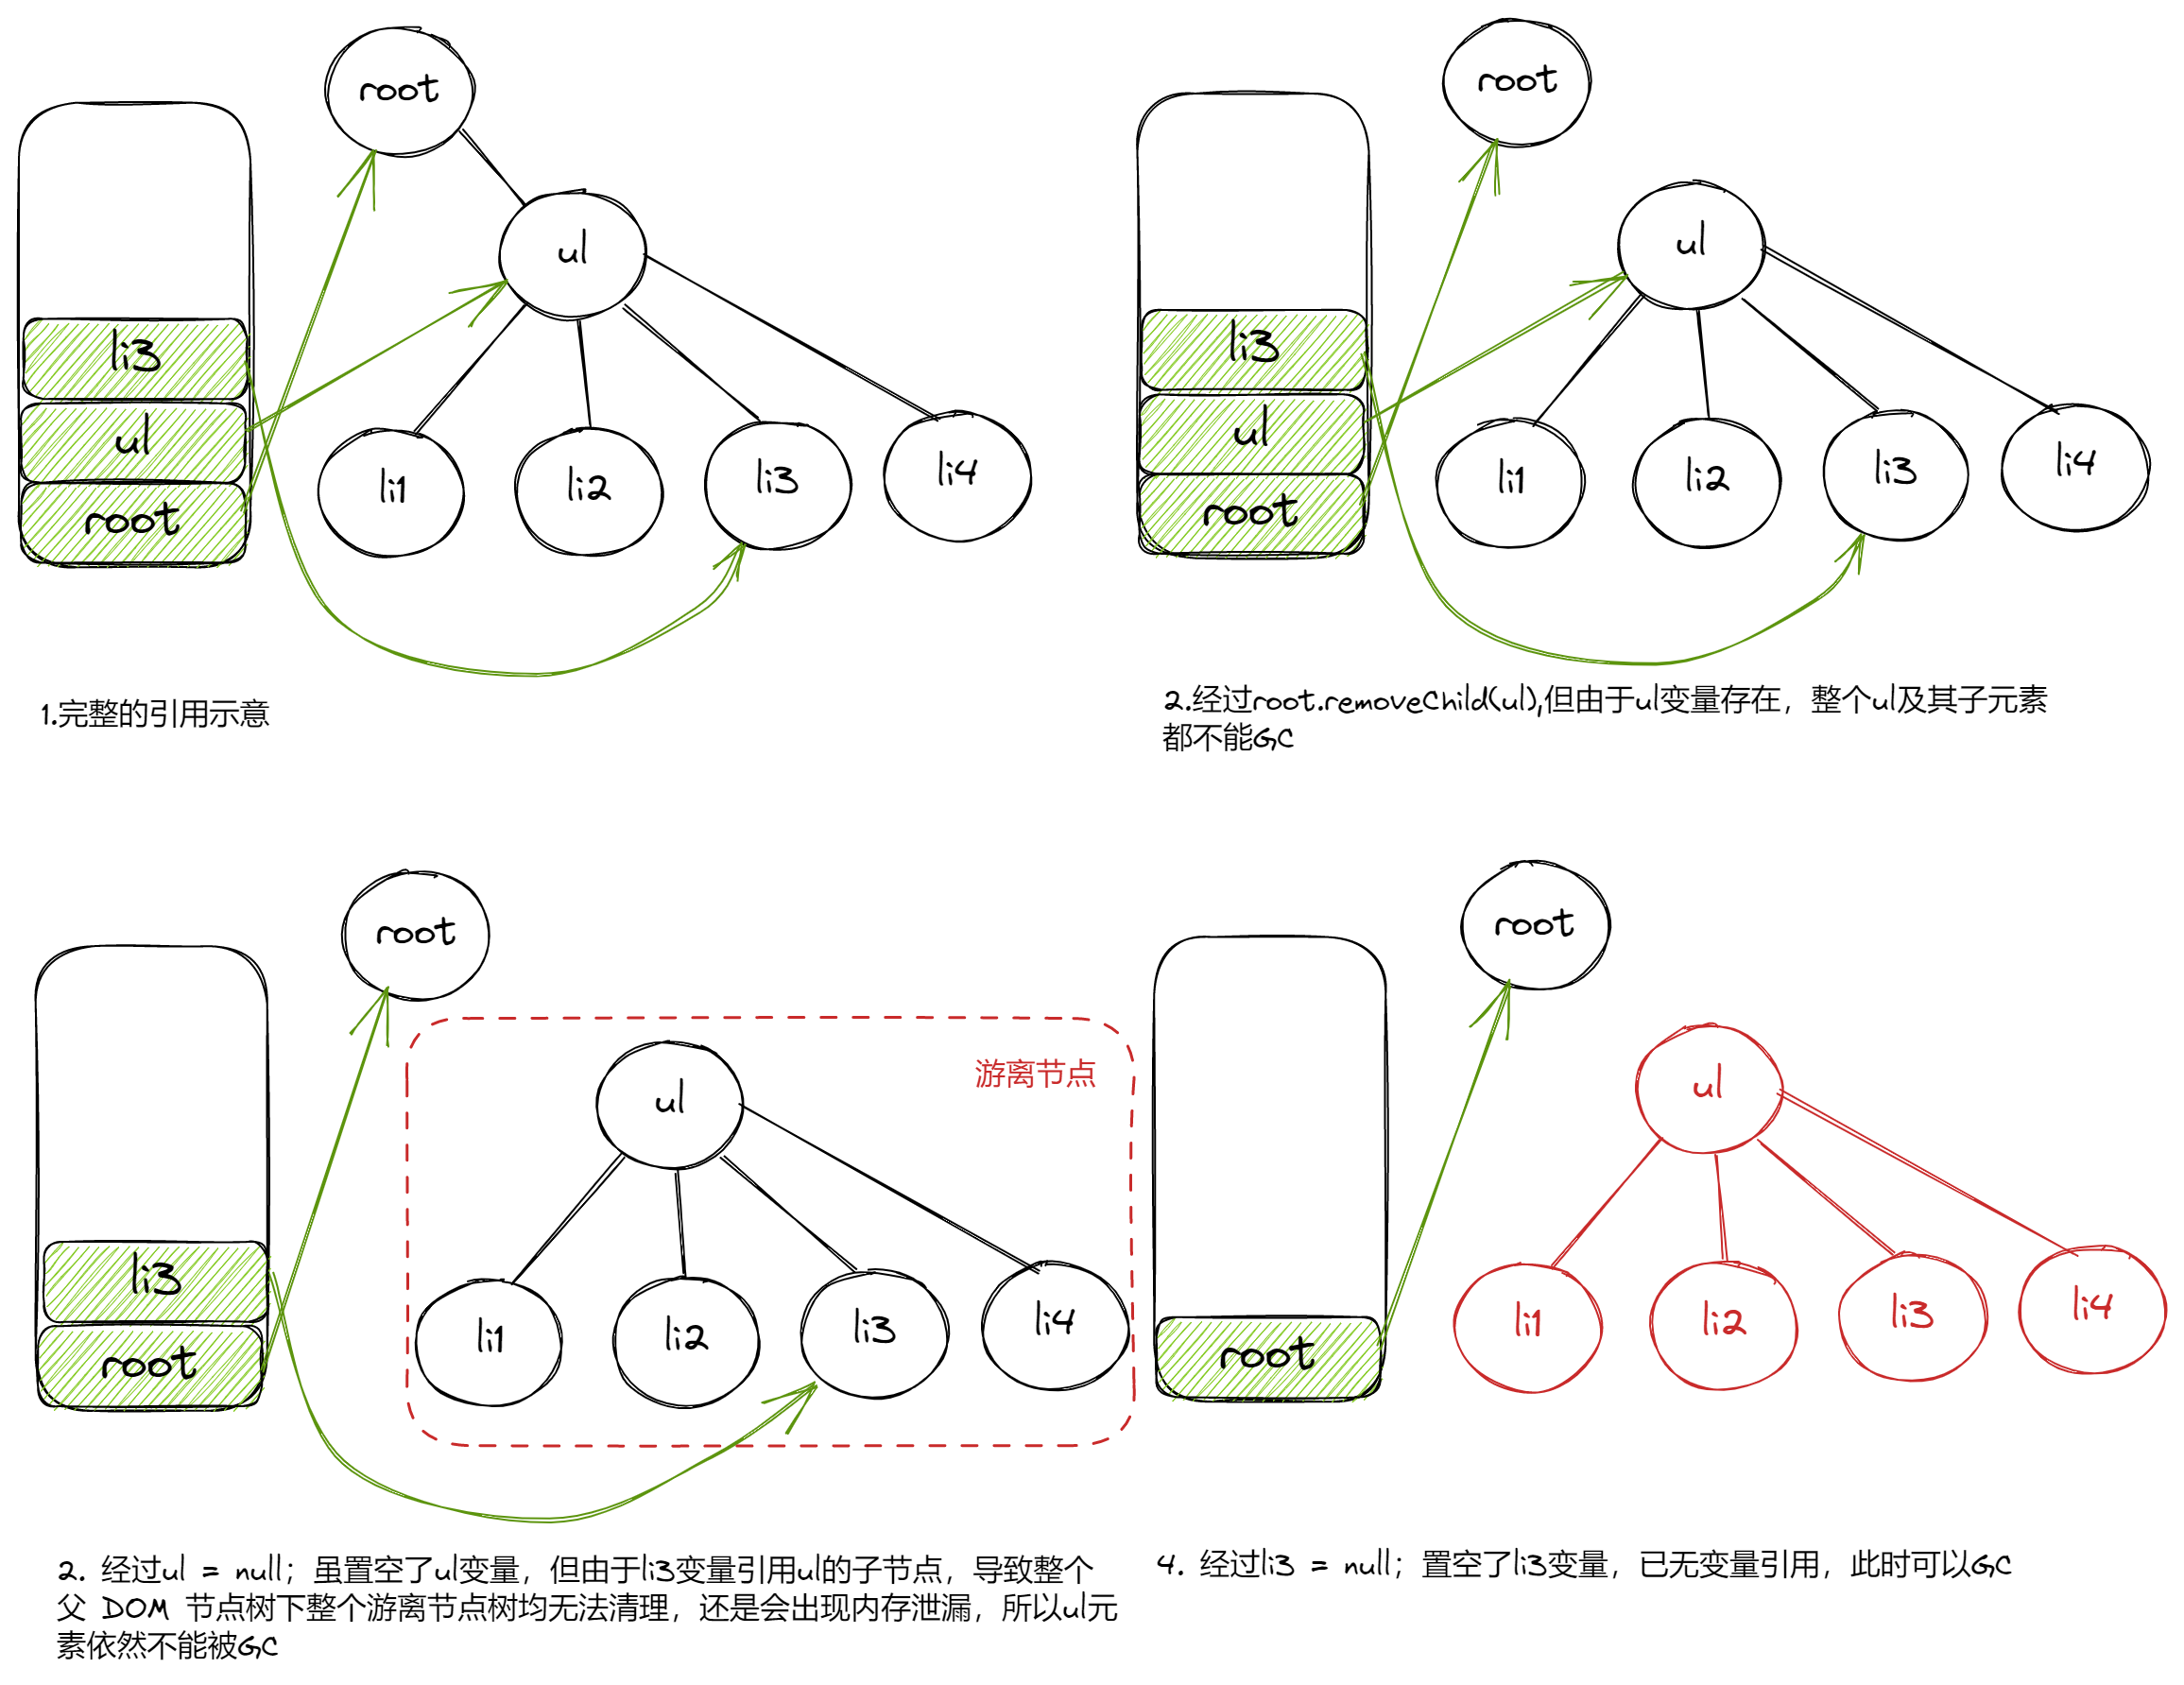 root
ul
li3
ul
root
li1
li2
li3
li4
1.完整的引用示意
root
ul
li3
ul
root
li1
li2
li3
li4
2.经过root.removeChild(ul),但由于ul变量存在，整个ul及其子元素
都不能GC
root
游离节点
ul
li3
root
li1
li2
li3
li4
2. 经过ul = null；虽置空了ul变量，但由于li3变量引用ul的子节点，导致整个
父 DOM 节点树下整个游离节点树均无法清理，还是会出现内存泄漏，所以ul元
素依然不能被GC
root
ul
root
li1
li2
li3
li4
4. 经过li3 = null；置空了li3变量，已无变量引用，此时可以GC